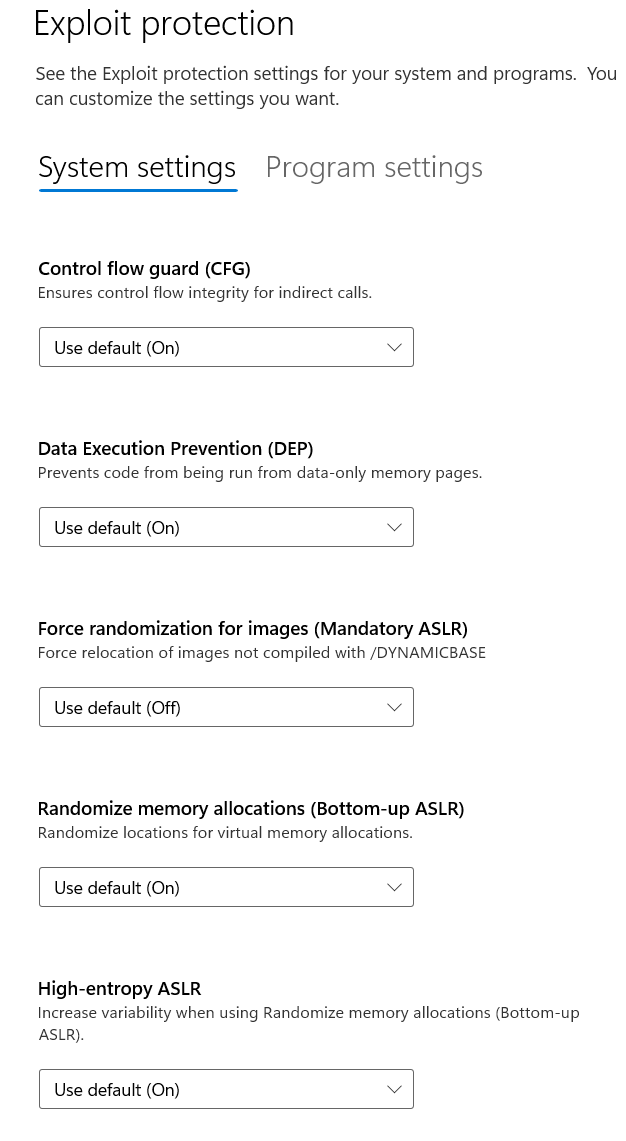 Exploit protection
See the Exploit protection settings for your system and programs.  You
can customize the settings you want.
System settings
Program settings
Control flow guard (CFG)
Ensures control flow integrity for indirect calls.
Use default (On)
Data Execution Prevention (DEP)
Prevents code from being run from data-only memory pages.
Use default (On)
Force randomization for images (Mandatory ASLR)
Force relocation of images not compiled with /DYNAMICBASE
Use default (Off)
Randomize memory allocations (Bottom-up ASLR)
Randomize locations for virtual memory allocations.
Use default (On)
High-entropy ASLR
Increase variability when using Randomize memory allocations (Bottom-up
ASLR).
Use default (On)